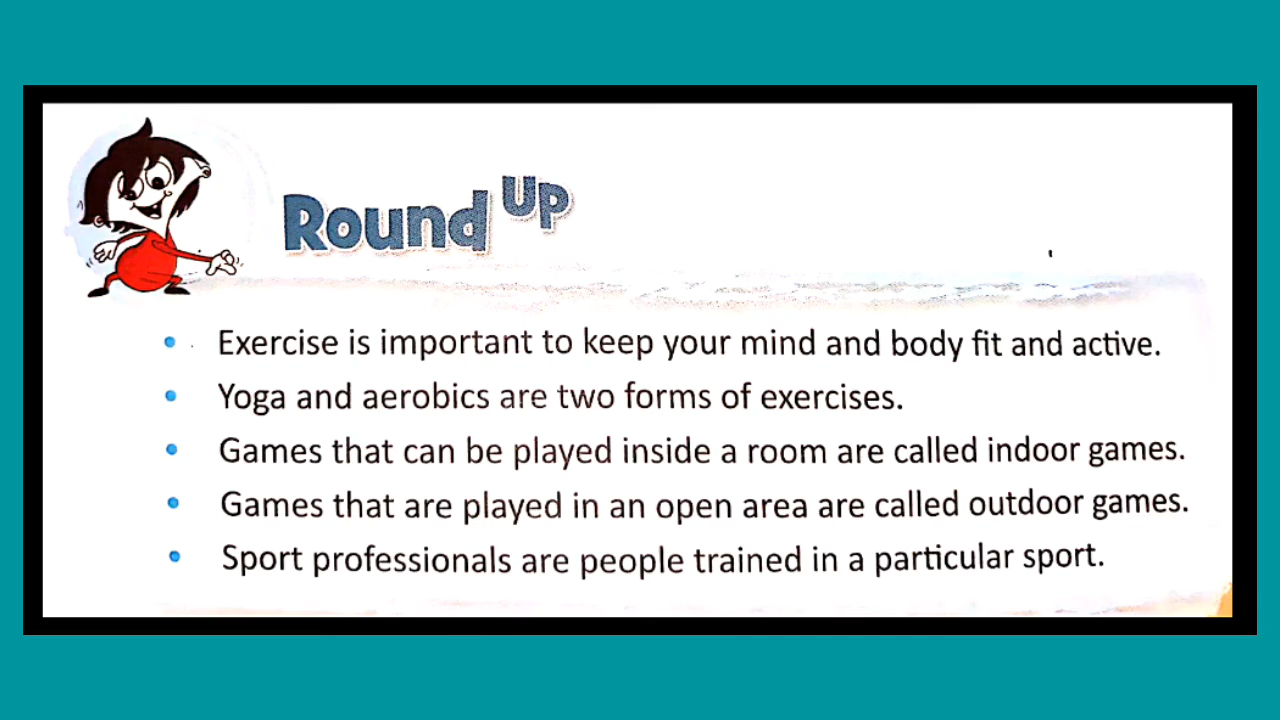 Round Up
Exercise is important to keep your mind and body fit and active.
Yoga and aerobics are two forms of exercises.
Games that can be played inside a room are called indoor games.
Games that are played in an open area are called outdoor games.
Sport professionals are people trained in a particular sport.